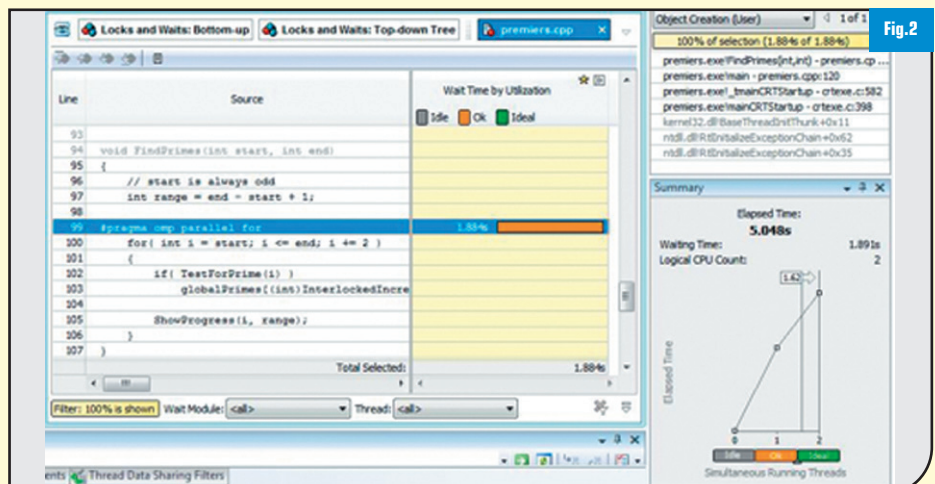 Fig.2
Locks and Waits: Bottom-up
Locks and Waits: Top-down Tree
premiers.cpp
Line
Source
Wait Time by Utilization
Idle
Ok
Ideal
93
94 void FindPrimes(int start, int end)
95 {
96 // start is always odd
97 int range = end - start + 1;
98
99 #pragma omp parallel for 1.884s
100 for( int i = start; i <= end; i += 2 )
101 {
102 if( TestForPrime(i) )
103 globalPrimes[(int)InterlockedIncre
104
105 ShowProgress(i, range);
106 }
107 }
Total Selected: 1.884s
Filter: 100% is shown
Wait Module: <all>
Thread: <all>
ents
Thread Data Sharing Filters
Object Creation (User)
1 of 1
100% of selection (1.884s of 1.884s)
premiers.exe!FindPrimes(int,int) - premiers.cp ...
premiers.exe!main - premiers.cpp:120
premiers.exe!_tmainCRTStartup - crtexe.c:582
premiers.exe!mainCRTStartup - crtexe.c:398
kernel32.dll!BaseThreadInitThunk+0x11
ntdll.dll!RtlInitializeExceptionChain+0x62
ntdll.dll!RtlInitializeExceptionChain+0x35
Summary
Elapsed Time:
5.048s
Waiting Time: 1.891s
Logical CPU Count: 2
1.62
Elapsed Time
0 1 2
Idle
Ok
Ideal
Simultaneous Running Threads